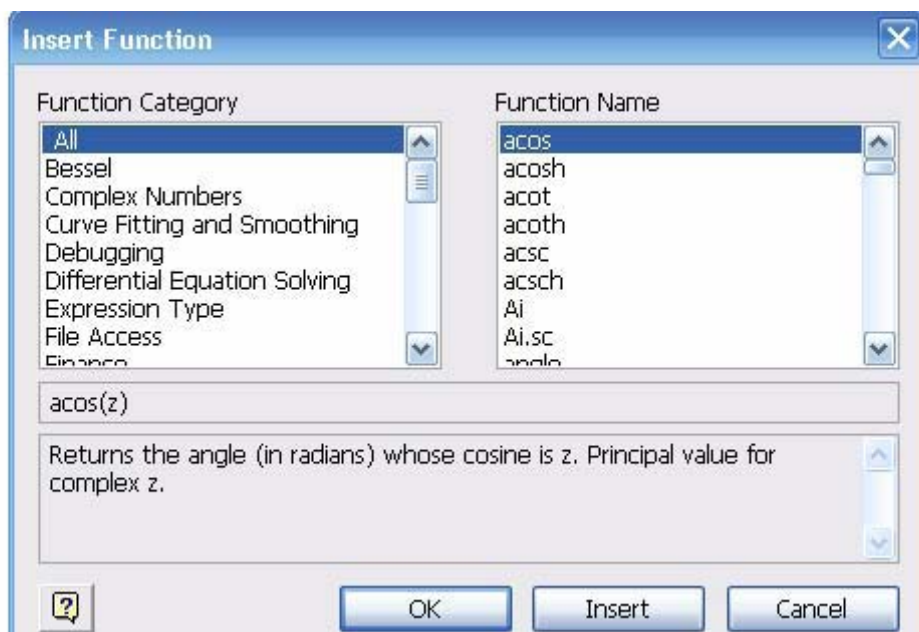 Insert Function
Function Category
All
Bessel
Complex Numbers
Curve Fitting and Smoothing
Debugging
Differential Equation Solving
Expression Type
File Access
Finance
Function Name
acos
acosh
acot
acoth
acsc
acsch
Ai
Ai.sc
angle
acos(z)
Returns the angle (in radians) whose cosine is z. Principal value for
complex z.
OK
Insert
Cancel